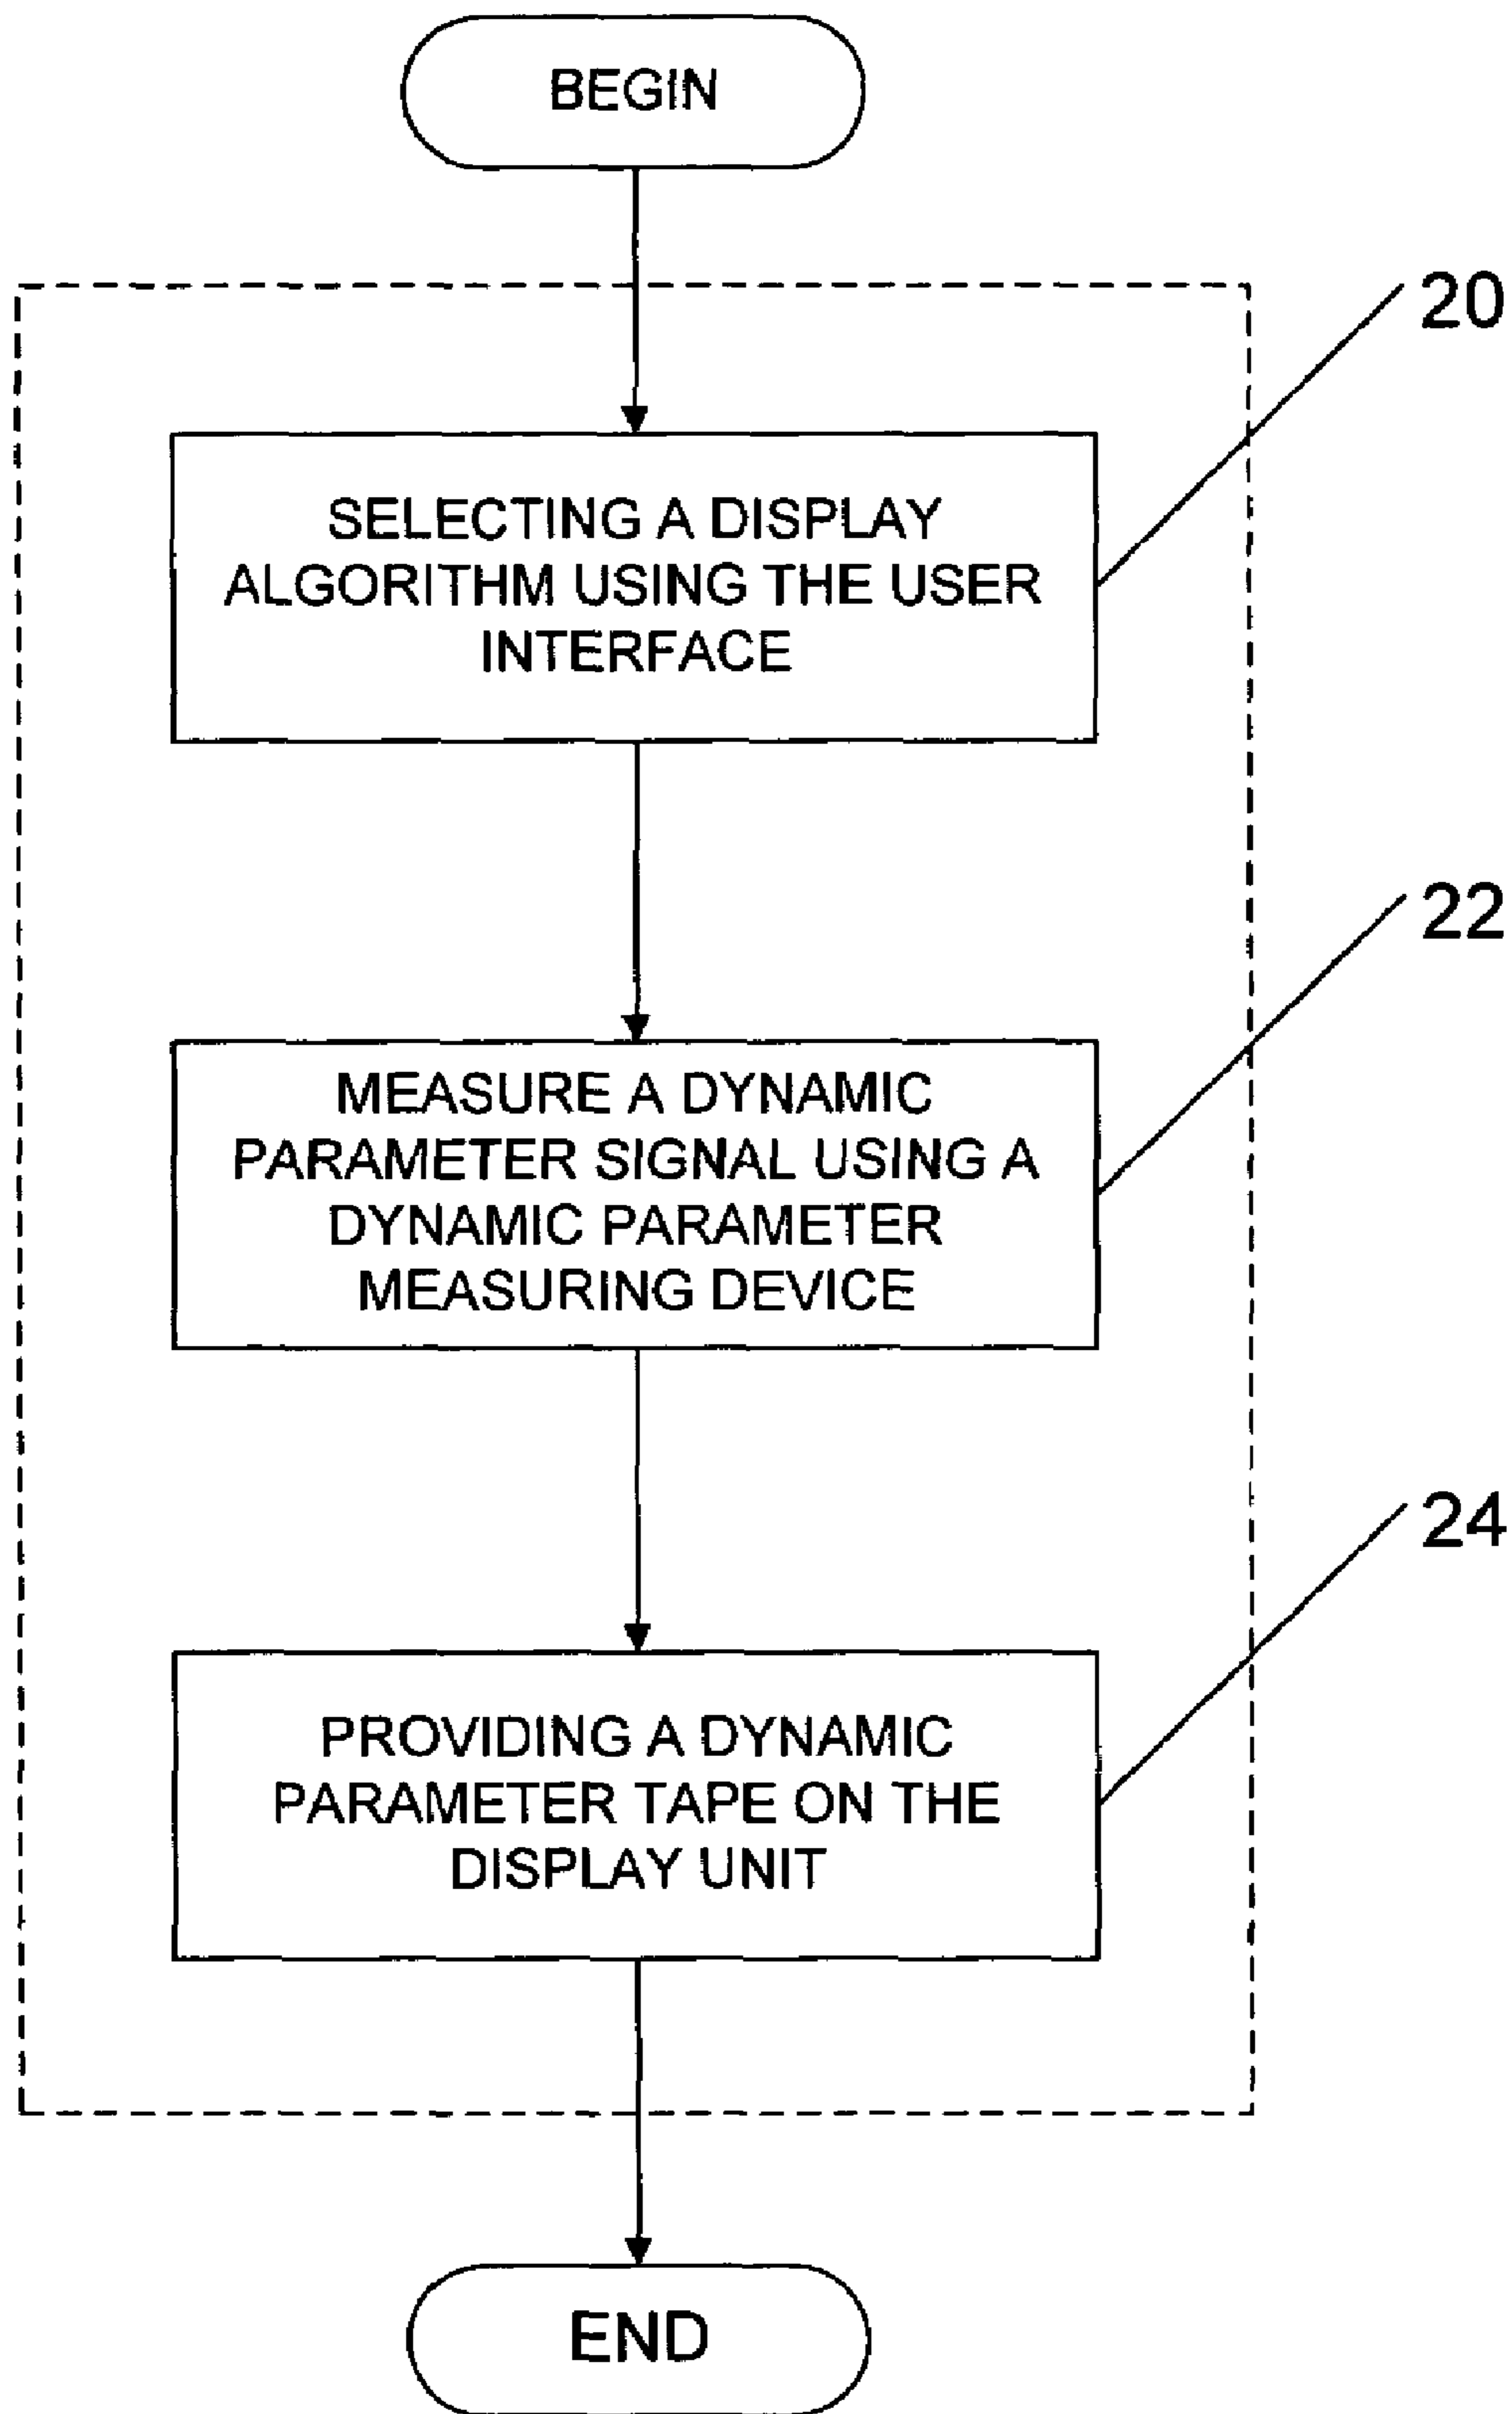 BEGIN
20
SELECTING A DISPLAY
ALGORITHM USING THE USER
INTERFACE
22
MEASURE A DYNAMIC
PARAMETER SIGNAL USING A
DYNAMIC PARAMETER
MEASURING DEVICE
24
PROVIDING A DYNAMIC
PARAMETER TAPE ON THE
DISPLAY UNIT
END